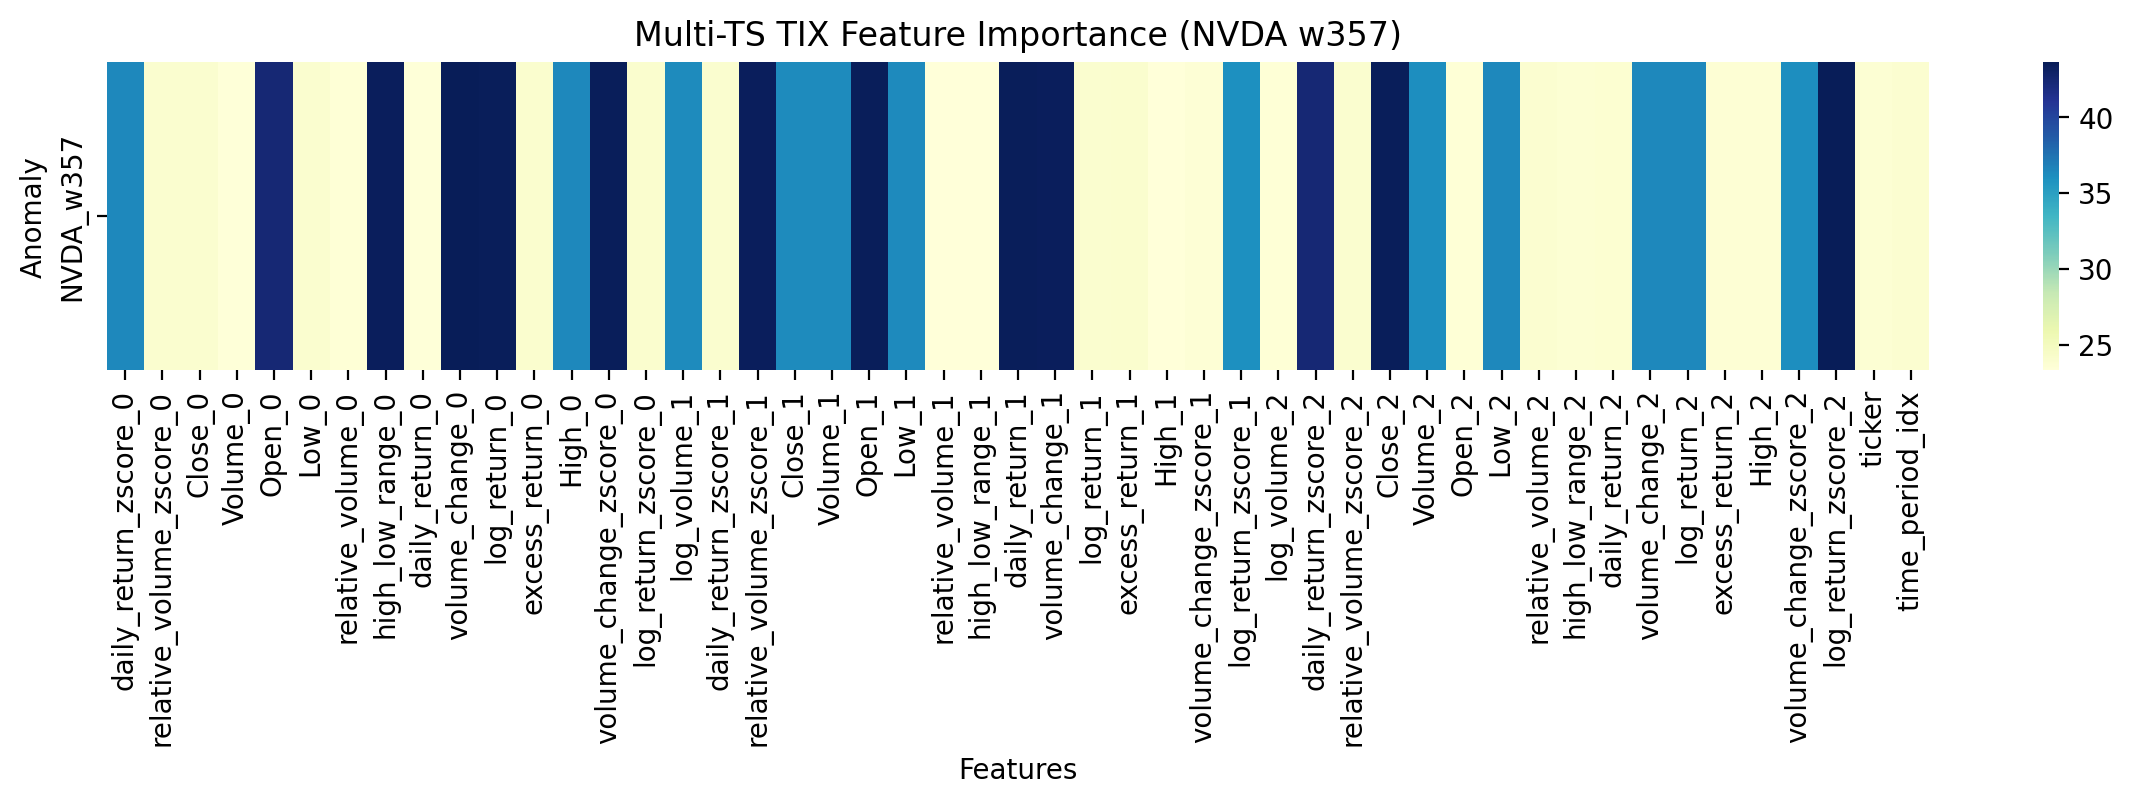 Multi-TS TIX Feature Importance (NVDA w357)
Anomaly
NVDA_w357
40
35
30
25
daily_return_zscore_0
relative_volume_zscore_0
Close_0
Volume_0
Open_0
Low_0
relative_volume_0
high_low_range_0
daily_return_0
volume_change_0
log_return_0
excess_return_0
High_0
volume_change_zscore_0
log_return_zscore_0
log_volume_1
daily_return_zscore_1
relative_volume_zscore_1
Close_1
Volume_1
Open_1
Low_1
relative_volume_1
high_low_range_1
daily_return_1
volume_change_1
log_return_1
excess_return_1
High_1
volume_change_zscore_1
log_return_zscore_1
log_volume_2
daily_return_zscore_2
relative_volume_zscore_2
Close_2
Volume_2
Open_2
Low_2
relative_volume_2
high_low_range_2
daily_return_2
volume_change_2
log_return_2
excess_return_2
High_2
volume_change_zscore_2
log_return_zscore_2
ticker
time_period_idx
Features